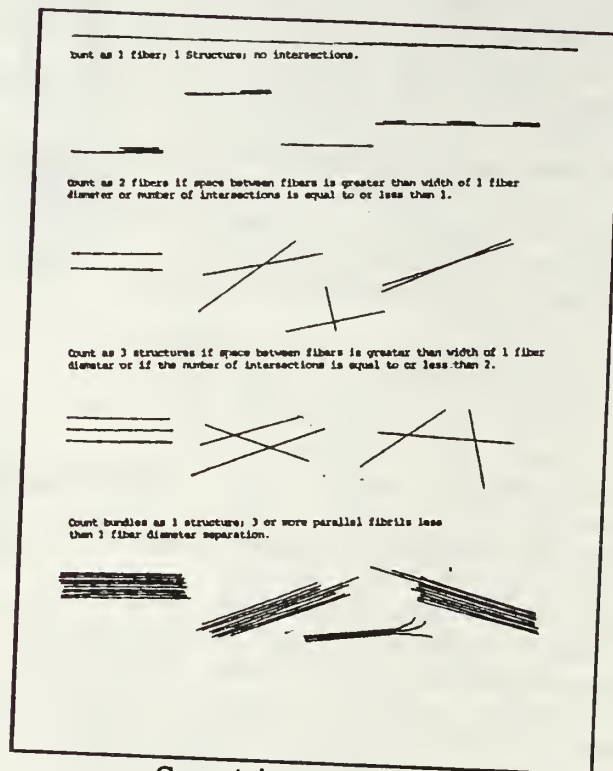 ount as 1 fiber; 1 Structure; no intersections.
Count as 2 fibers if space between fibers is greater than width of 1 fiber
diameter or number of intersections is equal to or less than 1.
Count as 3 structures if space between fibers is greater than width of 1 fiber
diameter or if the number of intersections is equal to or less than 2.
Count bundles as 1 structure; 3 or more parallel fibrils less
than 1 fiber diameter separation.